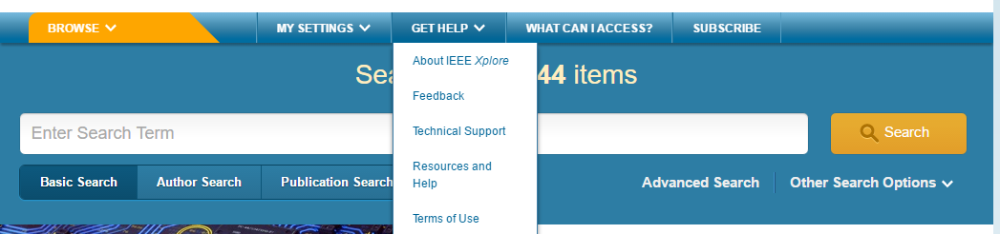 BROWSE MY SETTINGS GET HELP WHAT CAN I ACCESS? SUBSCRIBE
About IEEE Xplore
44 items
Feedback
Enter Search Term
Search
Technical Support
Resources and
Help
Basic Search Author Search Publication Search
Advanced Search Other Search Options
Terms of Use